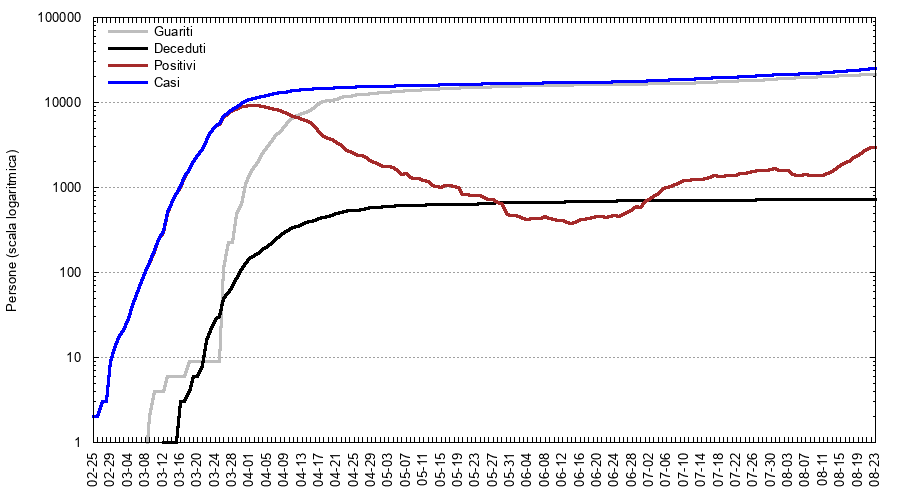 100000
10000
1000
100
10
1
Persone (scala logaritmica)
Guariti
Deceduti
Positivi
Casi
02-25 02-29 03-04 03-08 03-12 03-16 03-20 03-24 03-28 04-01 04-05 04-09 04-13 04-17 04-21 04-25 04-29 05-03 05-07 05-11 05-15 05-19 05-23 05-27 05-31 06-04 06-08 06-12 06-16 06-20 06-24 06-28 07-02 07-06 07-10 07-14 07-18 07-22 07-26 07-30 08-03 08-07 08-11 08-15 08-19 08-23